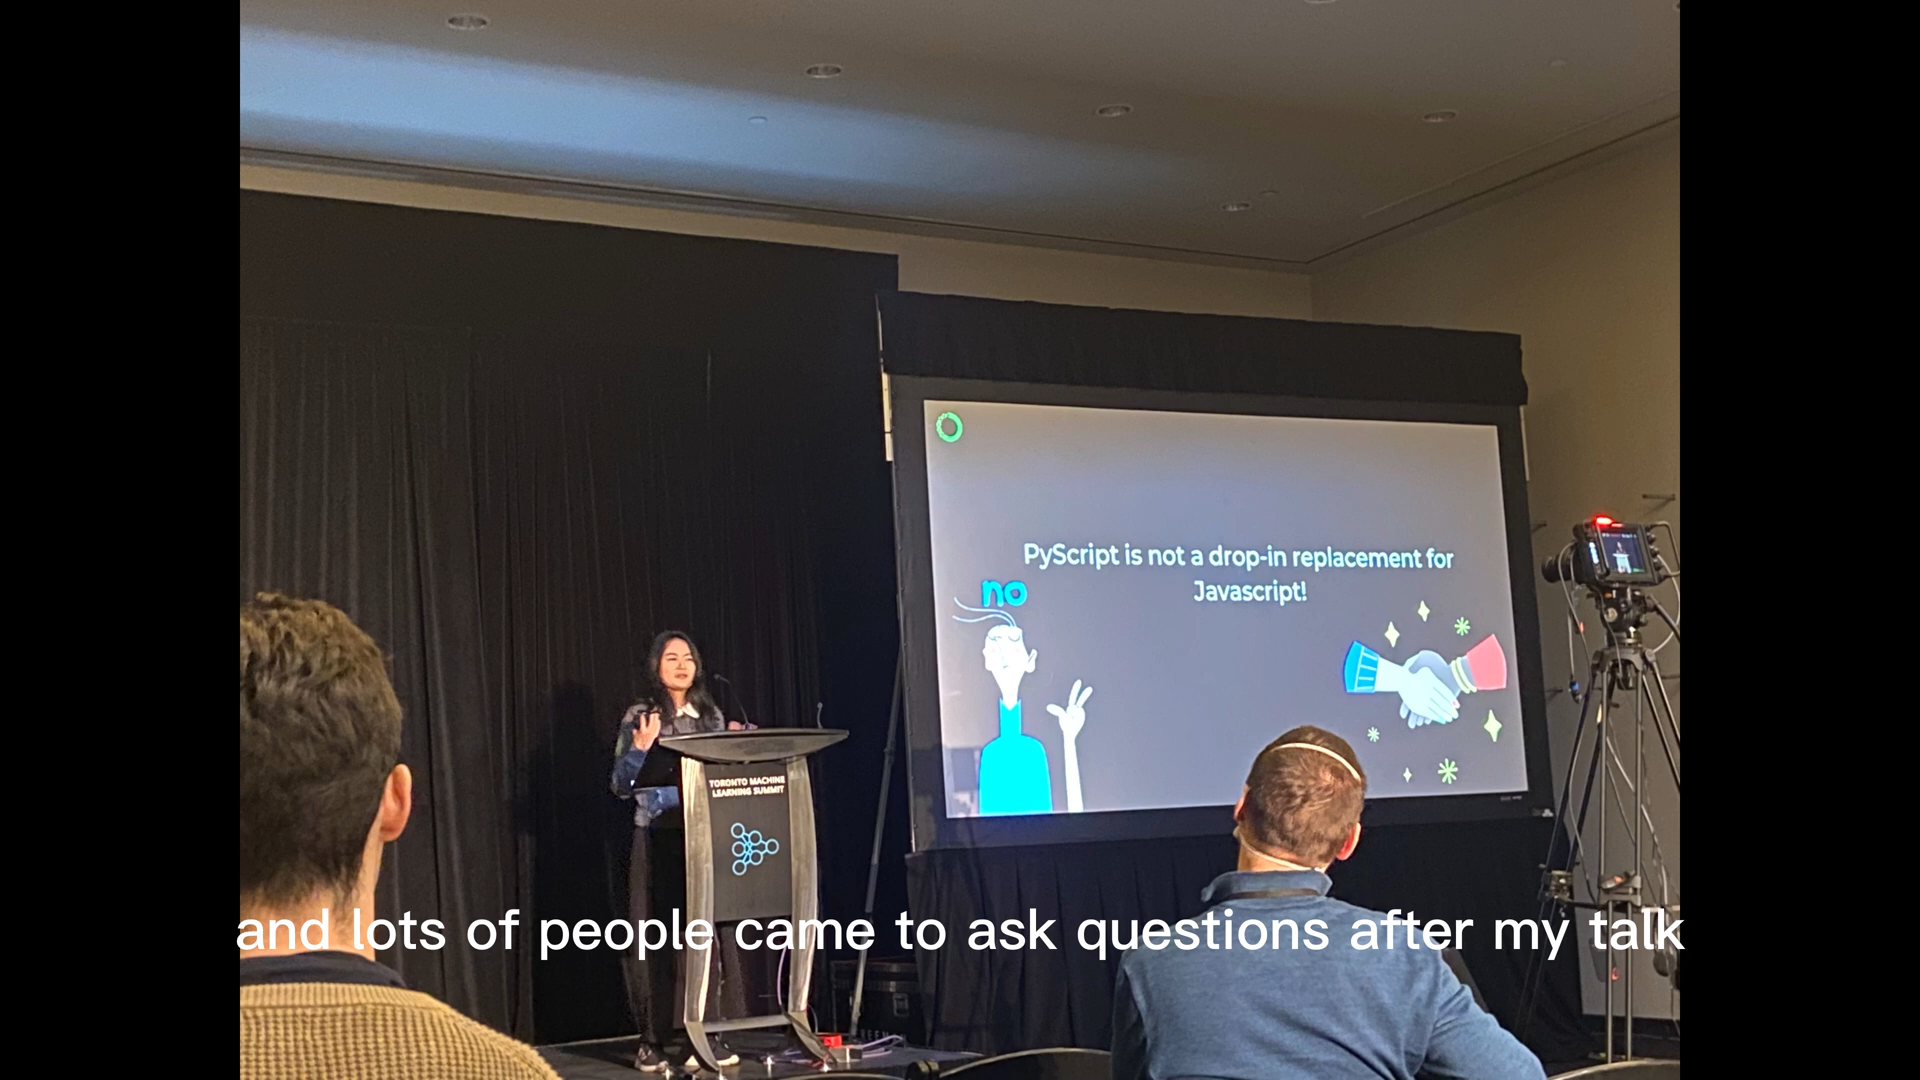 PyScript is not a drop-in replacement for
Javascript!
no
TORONTO MACHINE
LEARNING SUMMIT
and lots of people came to ask questions after my talk